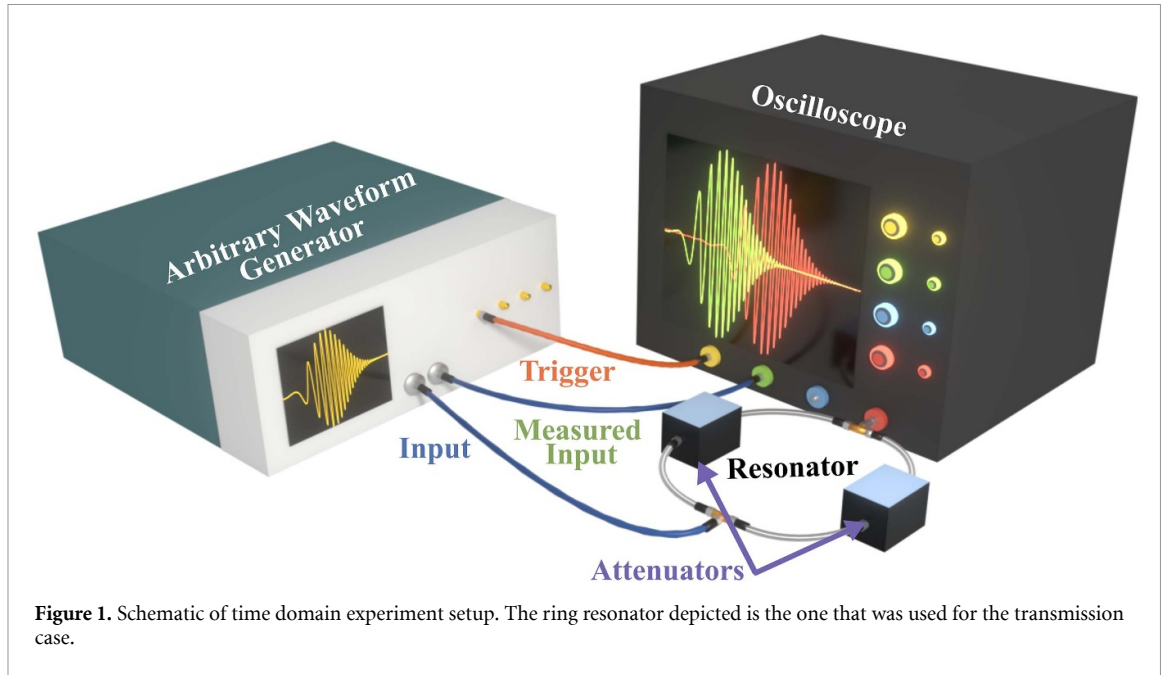 Oscilloscope
Arbitrary Waveform
Generator
Trigger
Input
Measured
Input
Resonator
Attenuators
Figure 1. Schematic of time domain experiment setup. The ring resonator depicted is the one that was used for the transmission
case.